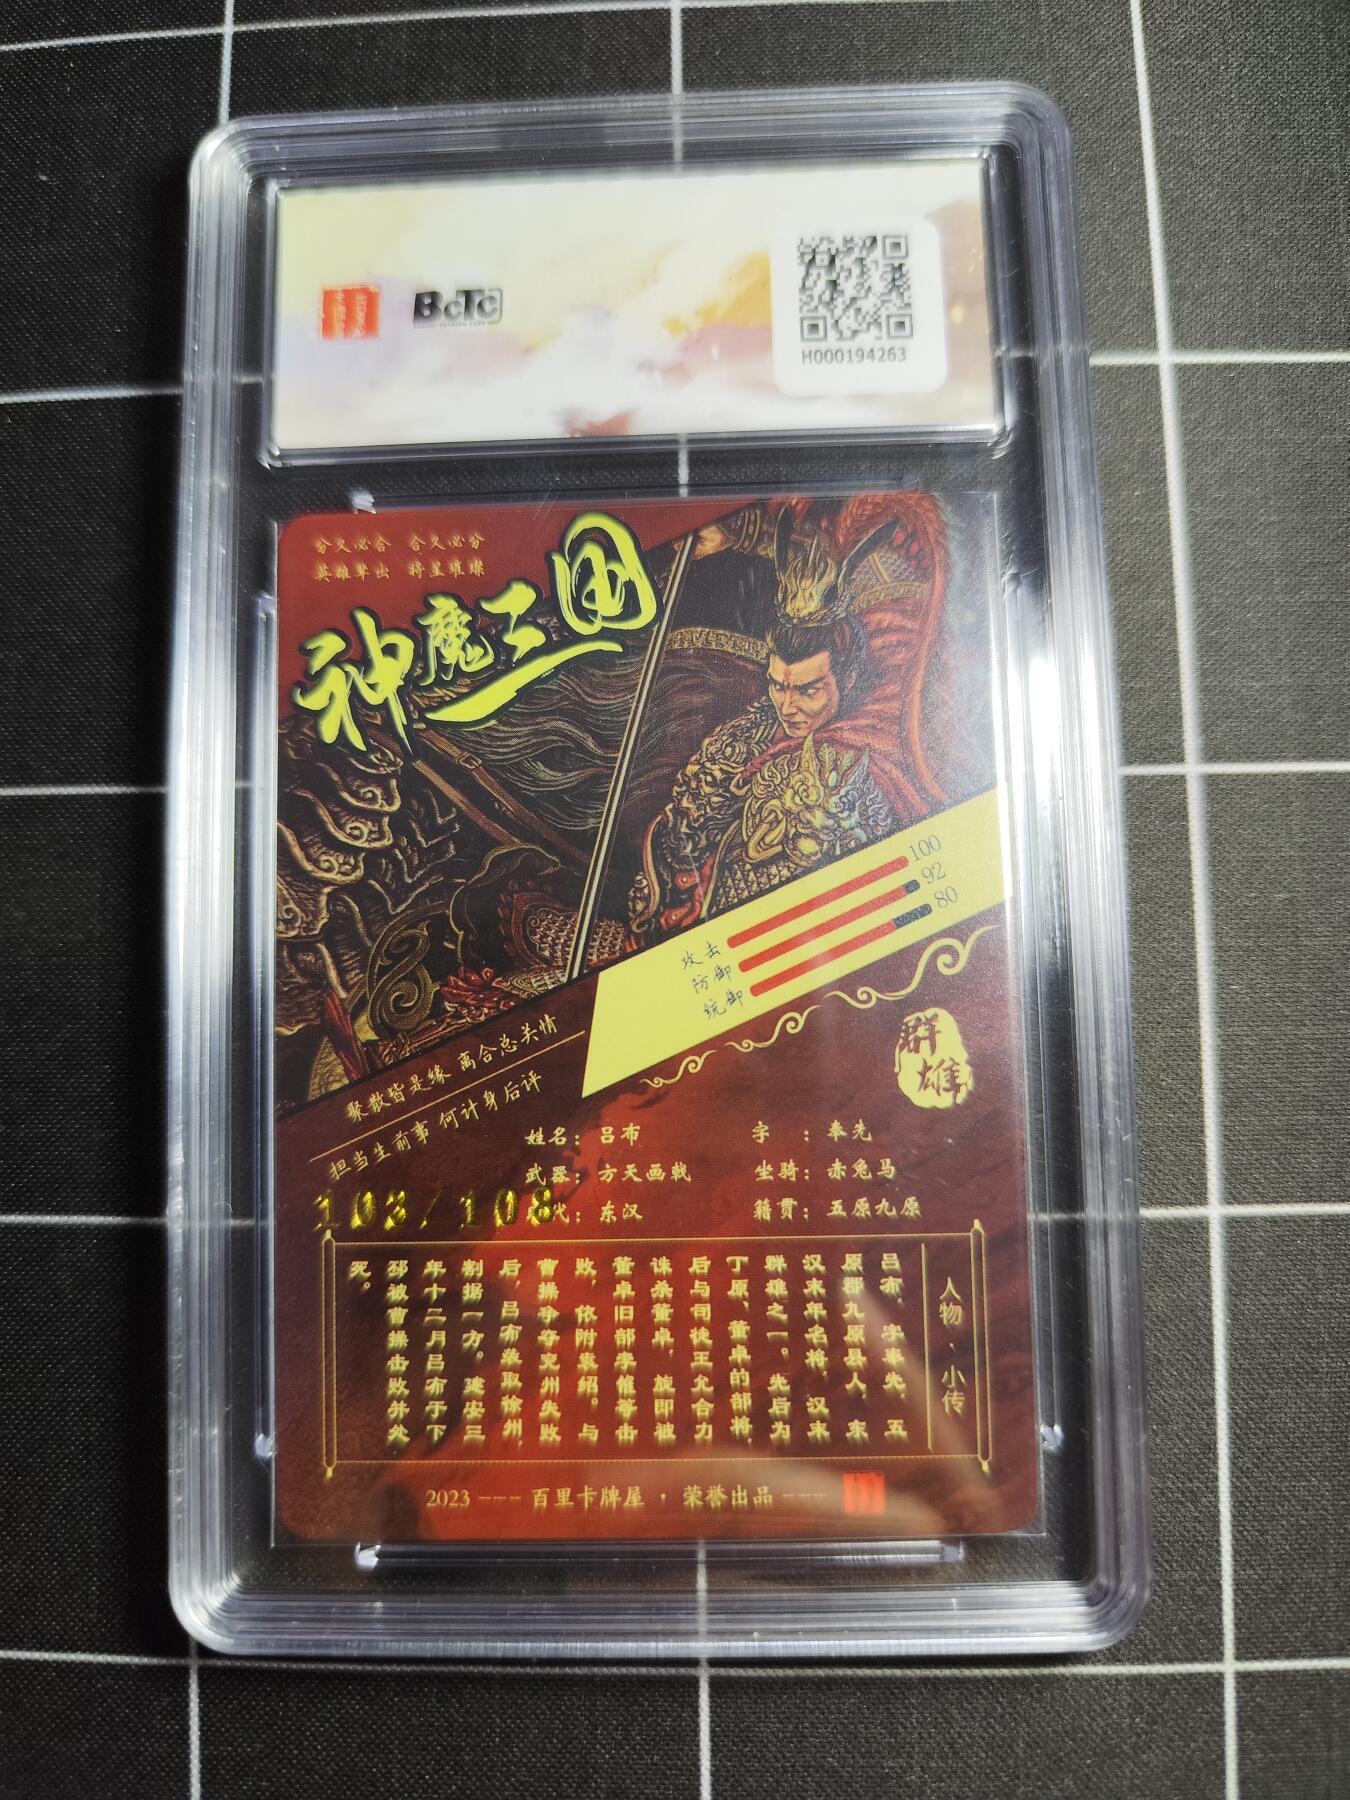 BCTC
H000194263
分久必合 合久必分
英雄辈出 将星璀璨
神魔三国
攻击 100
防御 92
统御 80
聚散皆是缘 离合总关情
担当生前事 何计身后评
群雄
姓名：吕布 字：奉先
武器：方天画戟 坐骑：赤兔马
代：东汉 籍贯：五原九原
103/108
人物·小传
吕布，字奉先，五
原郡九原县人，东
汉末年名将，汉末
群雄之一。先后为
丁原、董卓的部将，
后与司徒王允合力
诛杀董卓，旋即被
董卓旧部李傕等击
败，依附袁绍。与
曹操争夺兖州失败
后，吕布袭取徐州，
割据一方。建安三
年十二月吕布于下
邳被曹操击败并处
死。
2023 --- 百里卡牌屋·荣誉出品 ---